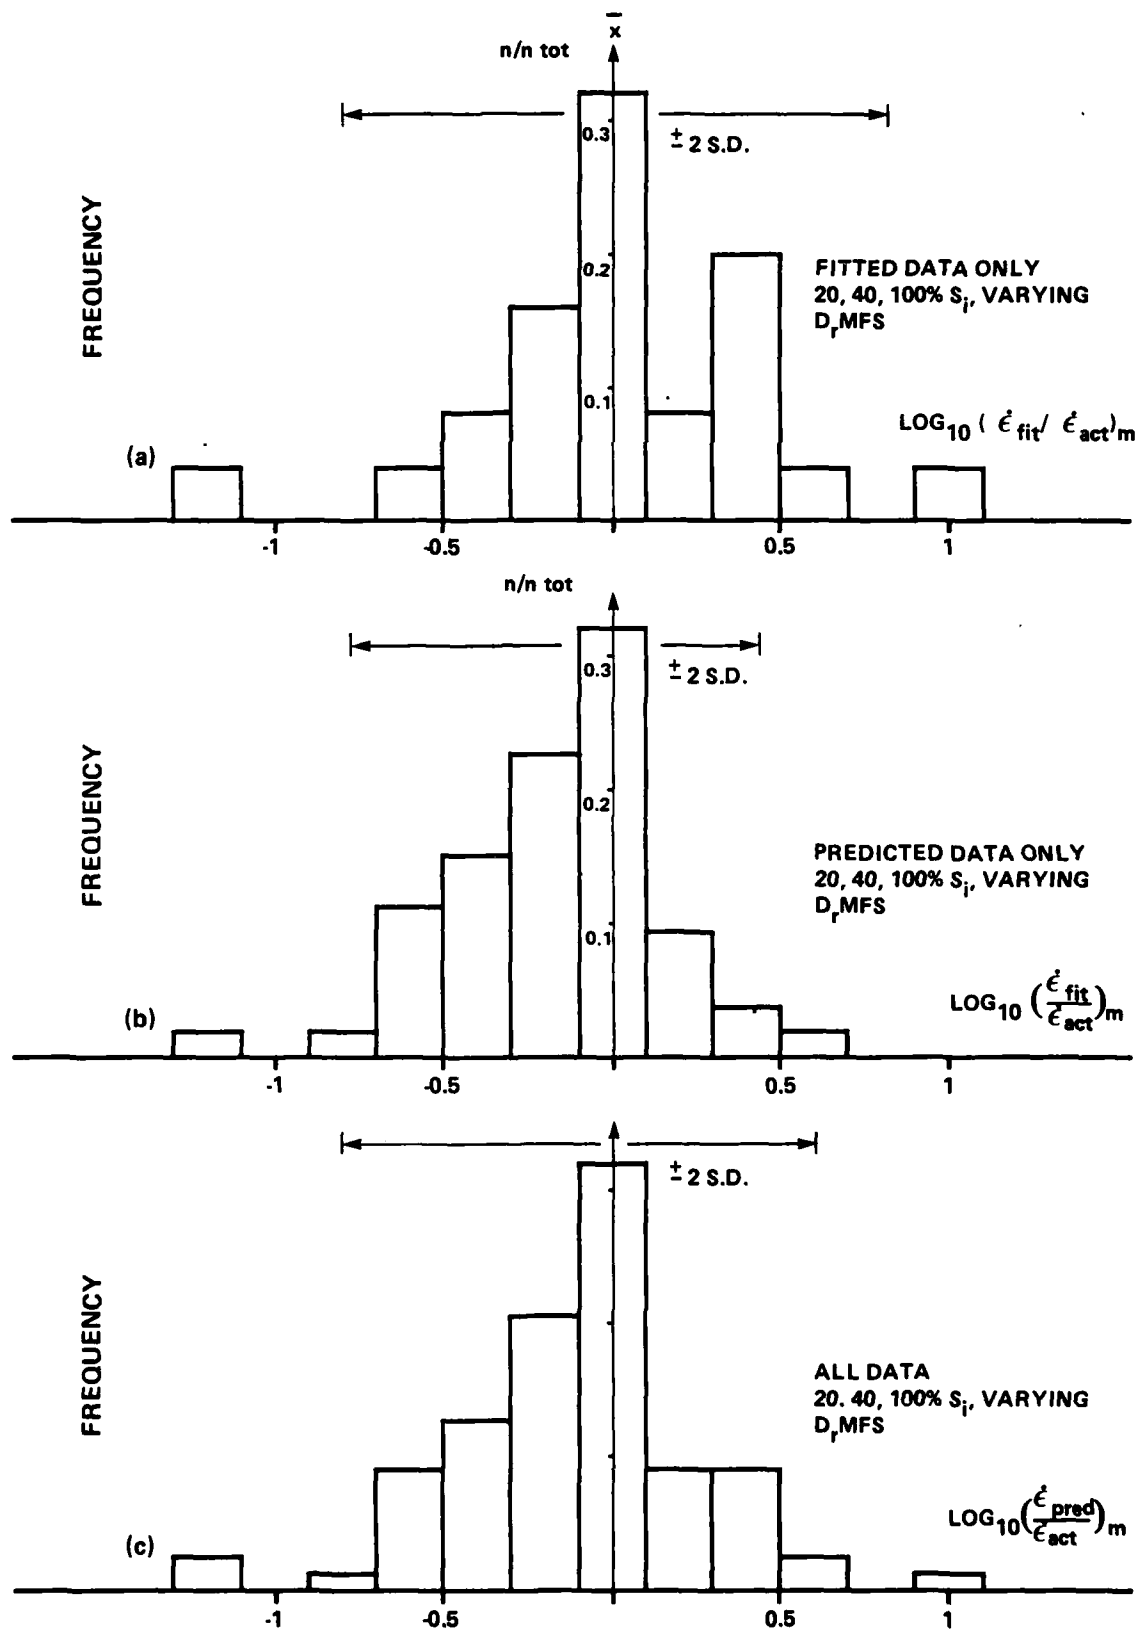 x̄
n/n tot
0.3
± 2 S.D.
FREQUENCY
0.2
FITTED DATA ONLY
20, 40, 100% Si, VARYING
DrMFS
0.1
LOG10 ( ε̇fit/ ε̇act)m
(a)
-1
-0.5
0.5
1
n/n tot
0.3
± 2 S.D.
FREQUENCY
0.2
PREDICTED DATA ONLY
20, 40, 100% Si, VARYING
DrMFS
0.1
LOG10 (ε̇fit/ε̇act)m
(b)
-1
-0.5
0.5
1
± 2 S.D.
FREQUENCY
ALL DATA
20. 40, 100% Si, VARYING
DrMFS
LOG10(ε̇pred/ε̇act)m
(c)
-1
-0.5
0.5
1